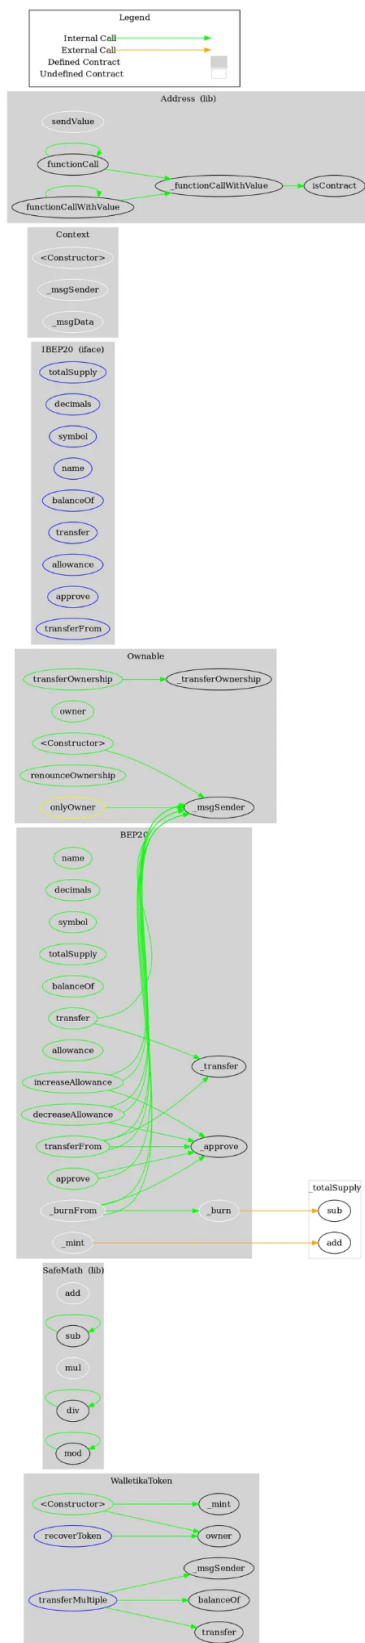 Legend
Internal Call
External Call
Defined Contract
Undefined Contract
Address (lib)
sendValue
functionCall
_functionCallWithValue
isContract
functionCallWithValue
Context
<Constructor>
_msgSender
_msgData
IBEP20 (iface)
totalSupply
decimals
symbol
name
balanceOf
transfer
allowance
approve
transferFrom
Ownable
transferOwnership
_transferOwnership
owner
<Constructor>
renounceOwnership
onlyOwner
_msgSender
BEP20
name
decimals
symbol
totalSupply
balanceOf
transfer
allowance
_transfer
increaseAllowance
decreaseAllowance
transferFrom
_approve
approve
_totalSupply
_burnFrom
_burn
sub
_mint
add
SafeMath (lib)
add
sub
mul
div
mod
WalletikaToken
<Constructor>
_mint
recoverToken
owner
_msgSender
transferMultiple
balanceOf
transfer